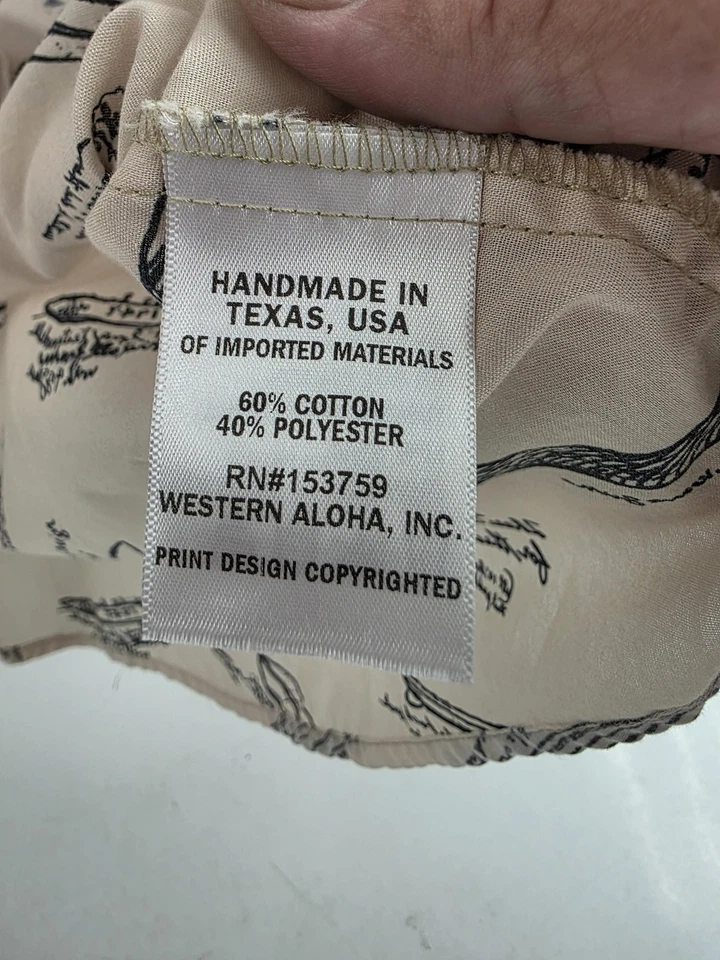 HANDMADE IN
TEXAS, USA
OF IMPORTED MATERIALS
60% COTTON
40% POLYESTER
RN#153759
WESTERN ALOHA, INC.
PRINT DESIGN COPYRIGHTED